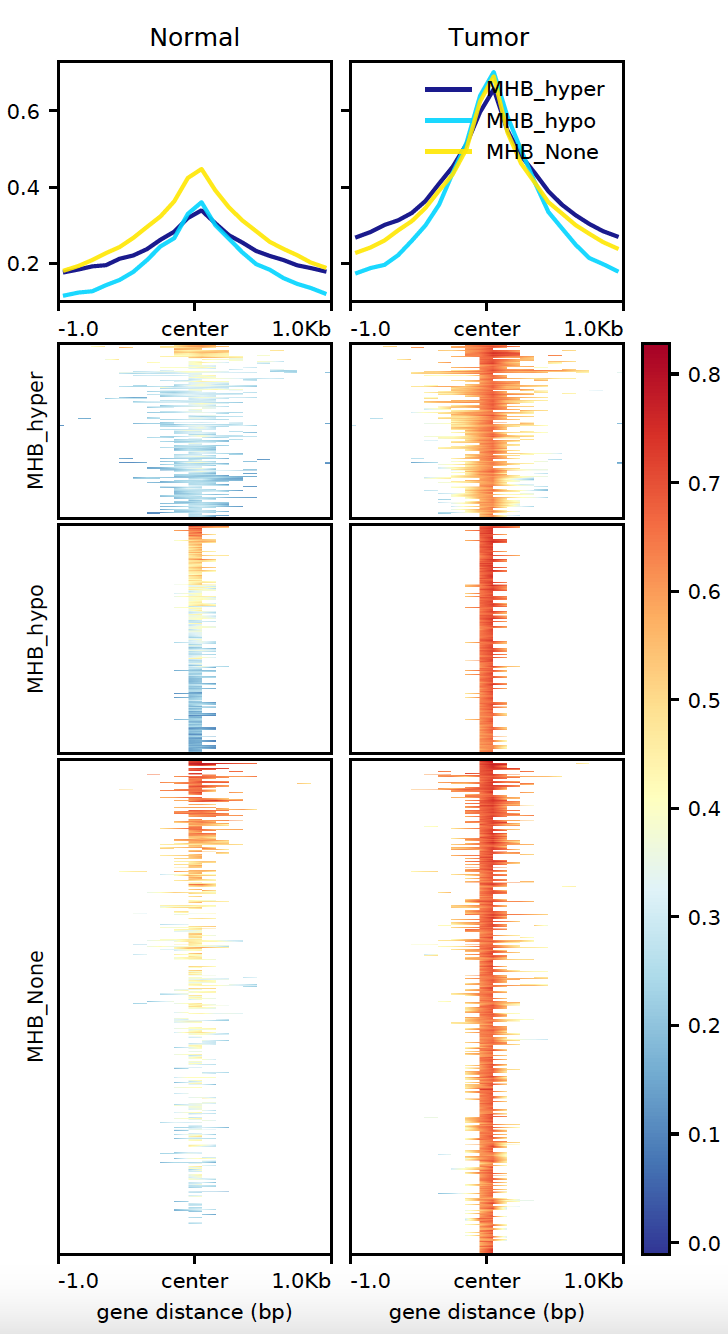 Normal Tumor
MHB_hyper
MHB_hypo
MHB_None
0.6
0.4
0.2
-1.0 center 1.0Kb -1.0 center 1.0Kb
MHB_hyper
MHB_hypo
MHB_None
0.8
0.7
0.6
0.5
0.4
0.3
0.2
0.1
0.0
-1.0 center 1.0Kb -1.0 center 1.0Kb
gene distance (bp) gene distance (bp)